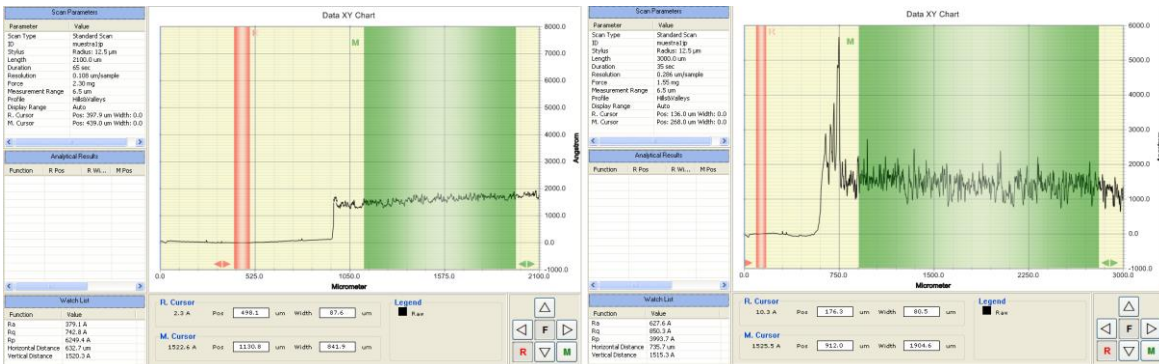 Scan Parameters
Parameter Value
Scan Type Standard Scan
ID muestra1jp
Stylus Radius: 12.5 µm
Length 2100.0 um
Duration 65 sec
Resolution 0.108 um/sample
Force 2.30 mg
Measurement Range 6.5 um
Profile Hills&Valleys
Display Range Auto
R. Cursor Pos: 397.9 um Width: 0.0
M. Cursor Pos: 439.0 um Width: 0.0
Analytical Results
Function R Pos R Wi... M Pos
Watch List
Function Value
Ra 379.1 A
Rq 742.8 A
Rp 6249.4 A
Horizontal Distance 632.7 um
Vertical Distance 1520.3 A
Data XY Chart
R
M
8000.0
7000.0
6000.0
5000.0
4000.0
3000.0
2000.0
1000.0
0.0
-1000.0
Angstrom
0.0 525.0 1050.0 1575.0 2100.0
Micrometer
R. Cursor
2.3 A Pos 498.1 um Width 87.6 um
M. Cursor
1522.6 A Pos 1130.8 um Width 841.9 um
Legend
Raw
F
R M
Scan Parameters
Parameter Value
Scan Type Standard Scan
ID muestra1jp
Stylus Radius: 12.5 µm
Length 3000.0 um
Duration 35 sec
Resolution 0.286 um/sample
Force 1.55 mg
Measurement Range 6.5 um
Profile Hills&Valleys
Display Range Auto
R. Cursor Pos: 136.0 um Width: 0.0
M. Cursor Pos: 268.0 um Width: 0.0
Analytical Results
Function R Pos R Wi... M Pos
Watch List
Function Value
Ra 627.6 A
Rq 850.3 A
Rp 3993.7 A
Horizontal Distance 735.7 um
Vertical Distance 1515.3 A
Data XY Chart
R
M
6000.0
5000.0
4000.0
3000.0
2000.0
1000.0
0.0
-1000.0
0.0 750.0 1500.0 2250.0 3000.0
Micrometer
R. Cursor
10.3 A Pos 176.3 um Width 80.5 um
M. Cursor
1525.5 A Pos 912.0 um Width 1904.6 um
Legend
Raw
F
R M